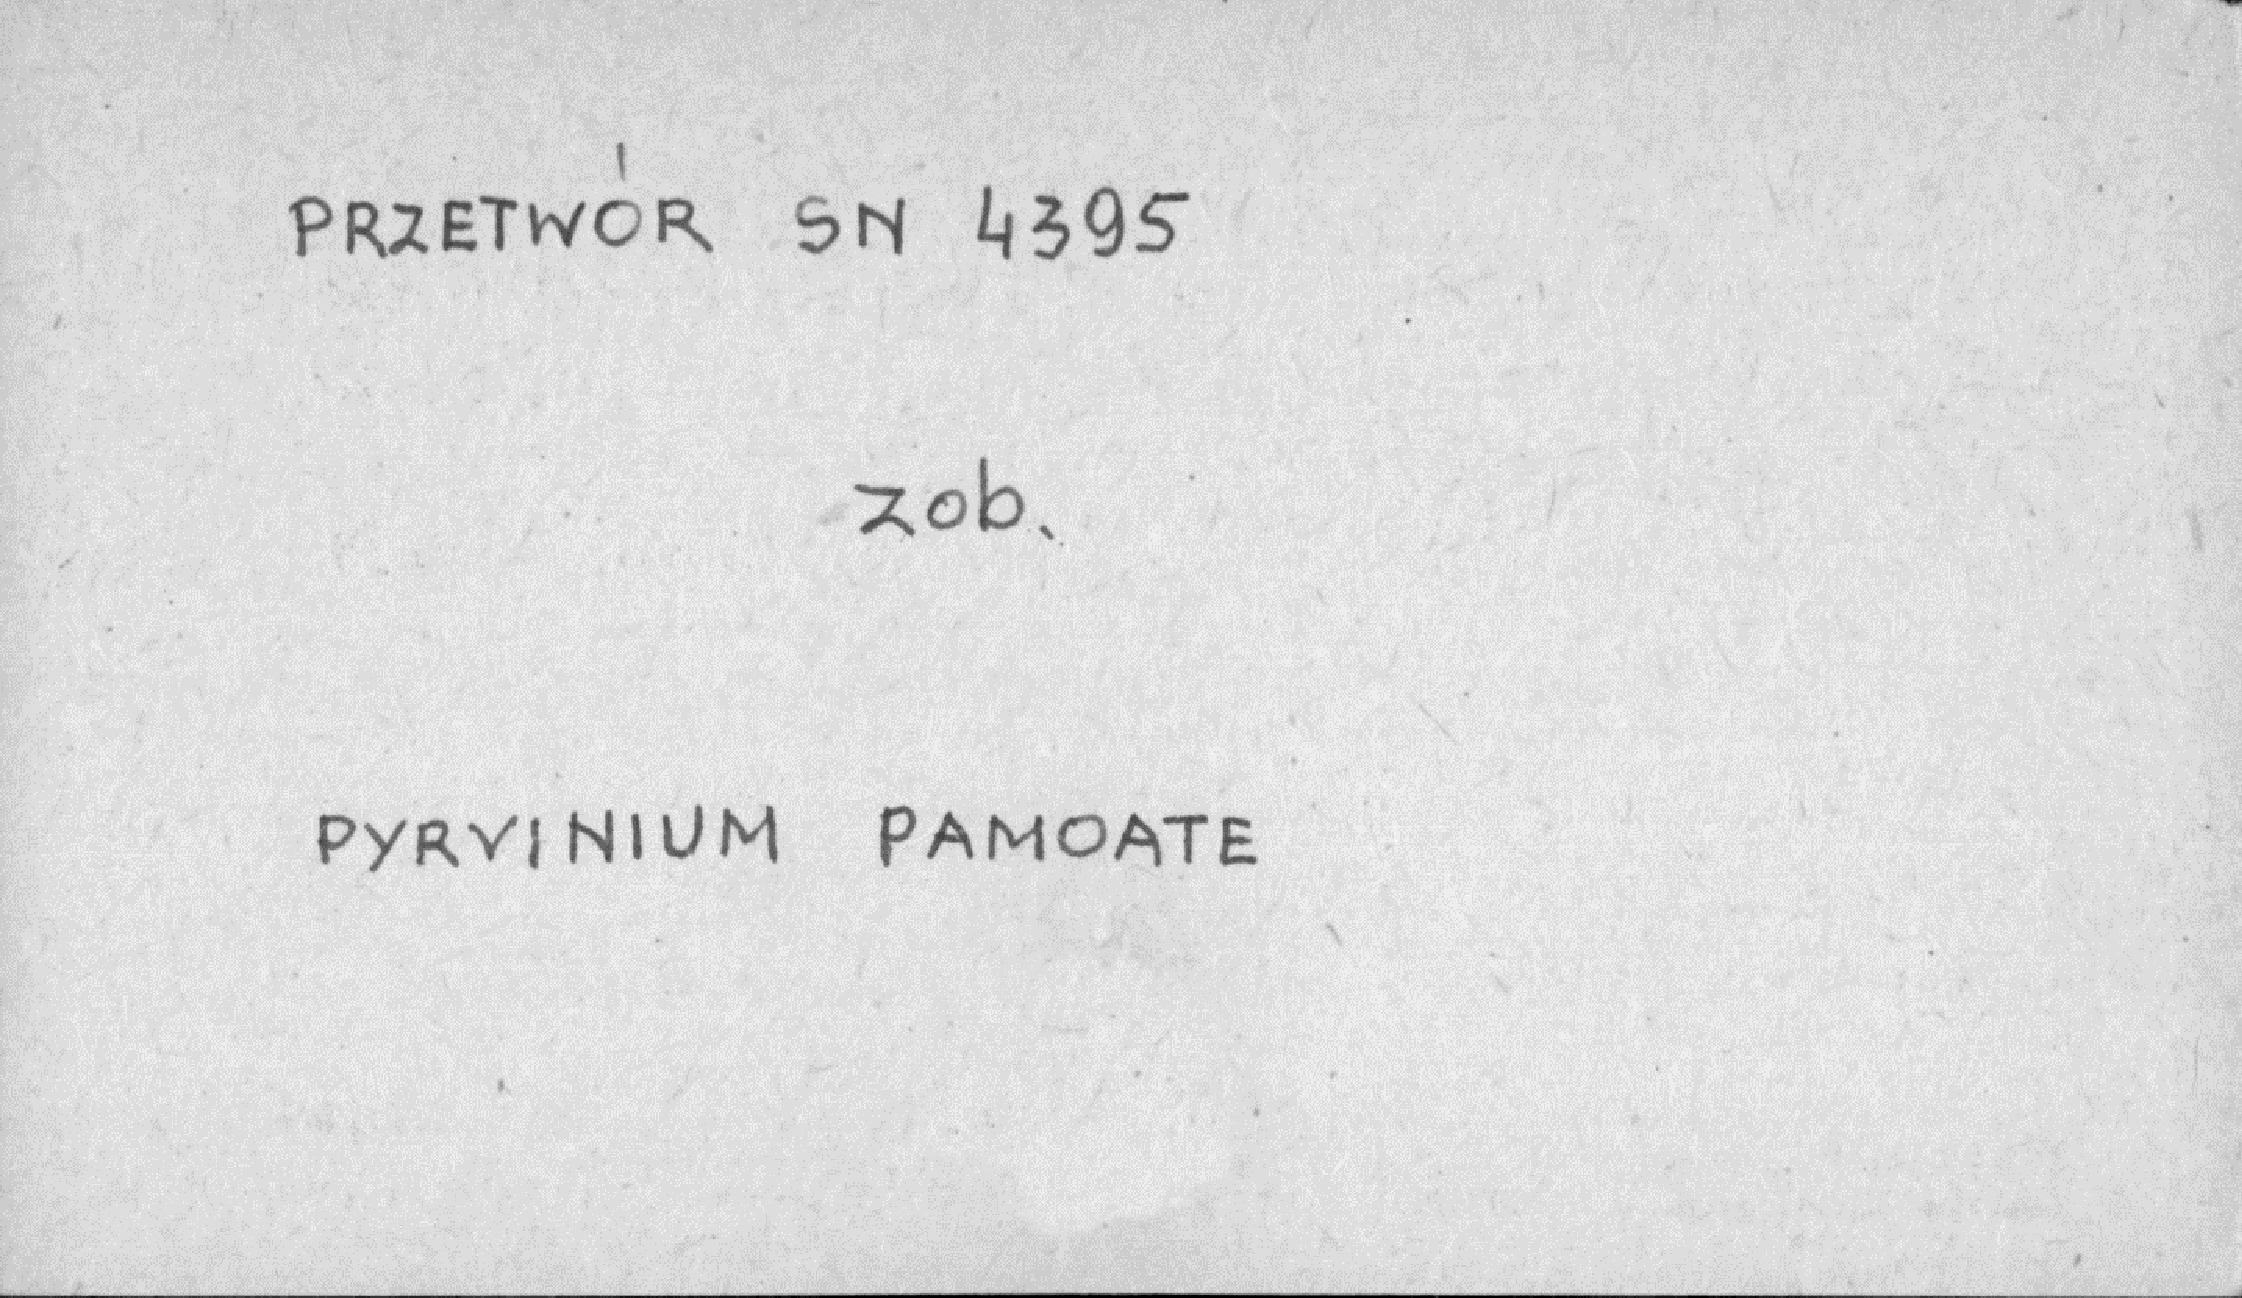 PRZETWÓR SN 4395
zob.
PYRVINIUM PAMOATE